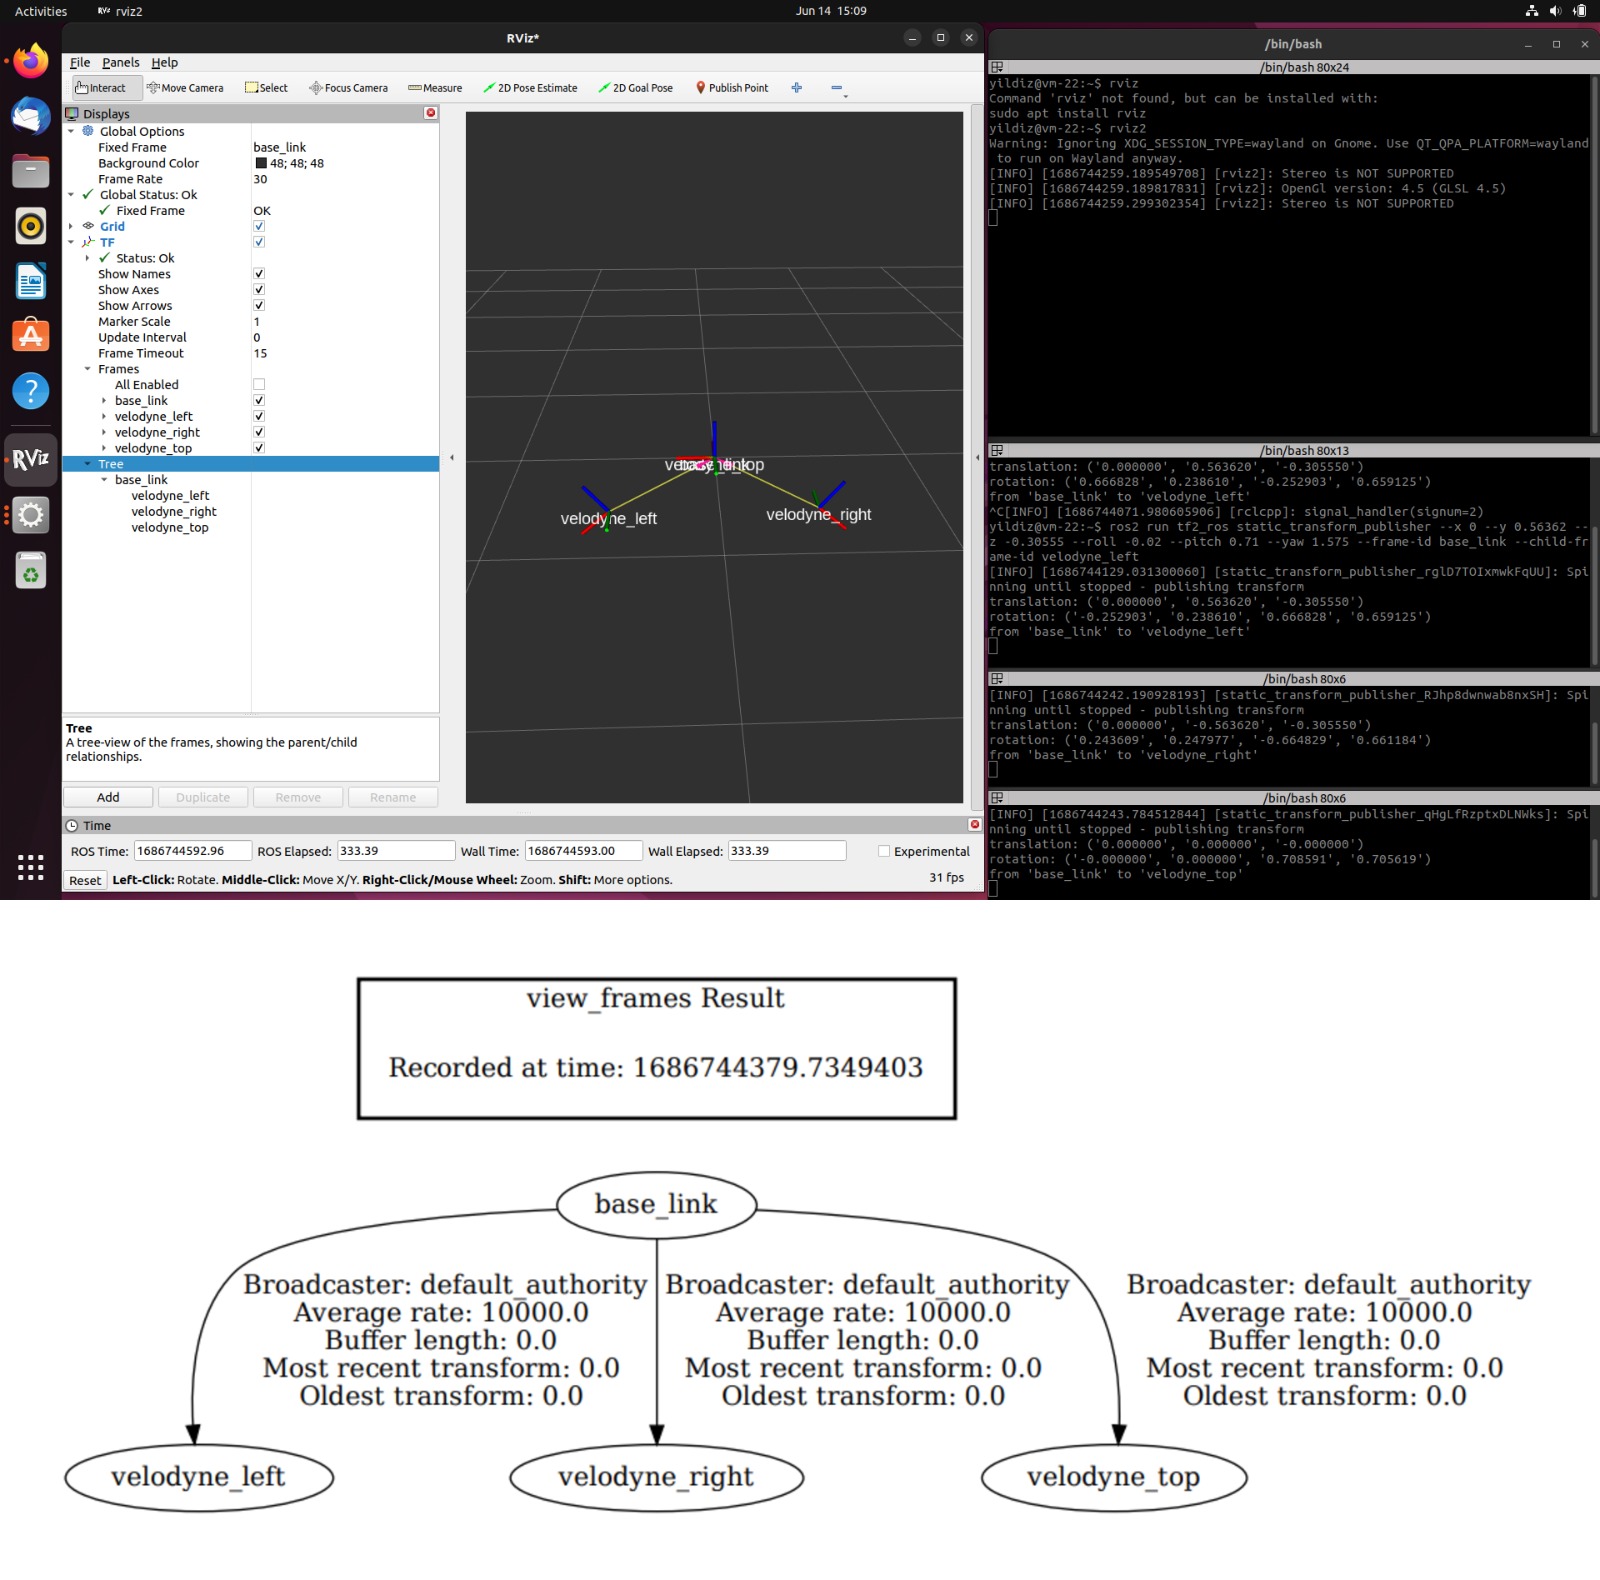 Activities
RViz rviz2
Jun 14 15:09
RViz*
File Panels Help
Interact Move Camera Select Focus Camera Measure 2D Pose Estimate 2D Goal Pose Publish Point
Displays
Global Options
Fixed Frame base_link
Background Color 48; 48; 48
Frame Rate 30
Global Status: Ok
Fixed Frame OK
Grid
TF
Status: Ok
Show Names
Show Axes
Show Arrows
Marker Scale 1
Update Interval 0
Frame Timeout 15
Frames
All Enabled
base_link
velodyne_left
velodyne_right
velodyne_top
Tree
base_link
velodyne_left
velodyne_right
velodyne_top
Tree
A tree-view of the frames, showing the parent/child
relationships.
Add Duplicate Remove Rename
velodyne_left
velodyne_right
RViz
Time
ROS Time: 1686744592.96 ROS Elapsed: 333.39 Wall Time: 1686744593.00 Wall Elapsed: 333.39 Experimental
Reset Left-Click: Rotate. Middle-Click: Move X/Y. Right-Click/Mouse Wheel: Zoom. Shift: More options. 31 fps
/bin/bash
/bin/bash 80x24
yildiz@vm-22:~$ rviz
Command 'rviz' not found, but can be installed with:
sudo apt install rviz
yildiz@vm-22:~$ rviz2
Warning: Ignoring XDG_SESSION_TYPE=wayland on Gnome. Use QT_QPA_PLATFORM=wayland
to run on Wayland anyway.
[INFO] [1686744259.189549708] [rviz2]: Stereo is NOT SUPPORTED
[INFO] [1686744259.189817831] [rviz2]: OpenGl version: 4.5 (GLSL 4.5)
[INFO] [1686744259.299302354] [rviz2]: Stereo is NOT SUPPORTED
/bin/bash 80x13
translation: ('0.000000', '0.563620', '-0.305550')
rotation: ('0.666828', '0.238610', '-0.252903', '0.659125')
from 'base_link' to 'velodyne_left'
^C[INFO] [1686744071.980605906] [rclcpp]: signal_handler(signum=2)
yildiz@vm-22:~$ ros2 run tf2_ros static_transform_publisher --x 0 --y 0.56362 --
z -0.30555 --roll -0.02 --pitch 0.71 --yaw 1.575 --frame-id base_link --child-fr
ame-id velodyne_left
[INFO] [1686744129.031300060] [static_transform_publisher_rglD7TOIxmwkFqUU]: Spi
nning until stopped - publishing transform
translation: ('0.000000', '0.563620', '-0.305550')
rotation: ('-0.252903', '0.238610', '0.666828', '0.659125')
from 'base_link' to 'velodyne_left'
/bin/bash 80x6
[INFO] [1686744242.190928193] [static_transform_publisher_RJhp8dwnwab8nxSH]: Spi
nning until stopped - publishing transform
translation: ('0.000000', '-0.563620', '-0.305550')
rotation: ('0.243609', '0.247977', '-0.664829', '0.661184')
from 'base_link' to 'velodyne_right'
/bin/bash 80x6
[INFO] [1686744243.784512844] [static_transform_publisher_qHgLfRzptxDLNWks]: Spi
nning until stopped - publishing transform
translation: ('0.000000', '0.000000', '-0.000000')
rotation: ('-0.000000', '0.000000', '0.708591', '0.705619')
from 'base_link' to 'velodyne_top'
view_frames Result
Recorded at time: 1686744379.7349403
base_link
Broadcaster: default_authority
Average rate: 10000.0
Buffer length: 0.0
Most recent transform: 0.0
Oldest transform: 0.0
Broadcaster: default_authority
Average rate: 10000.0
Buffer length: 0.0
Most recent transform: 0.0
Oldest transform: 0.0
Broadcaster: default_authority
Average rate: 10000.0
Buffer length: 0.0
Most recent transform: 0.0
Oldest transform: 0.0
velodyne_left
velodyne_right
velodyne_top